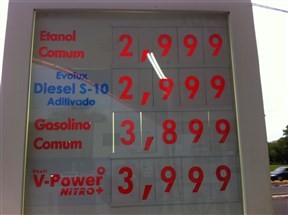 Etanol 2,999
Comum
Evolux
Diesel S-10 2,999
Aditivado
Gasolina 3,899
Comum
V-Power 3,999
NITRO+